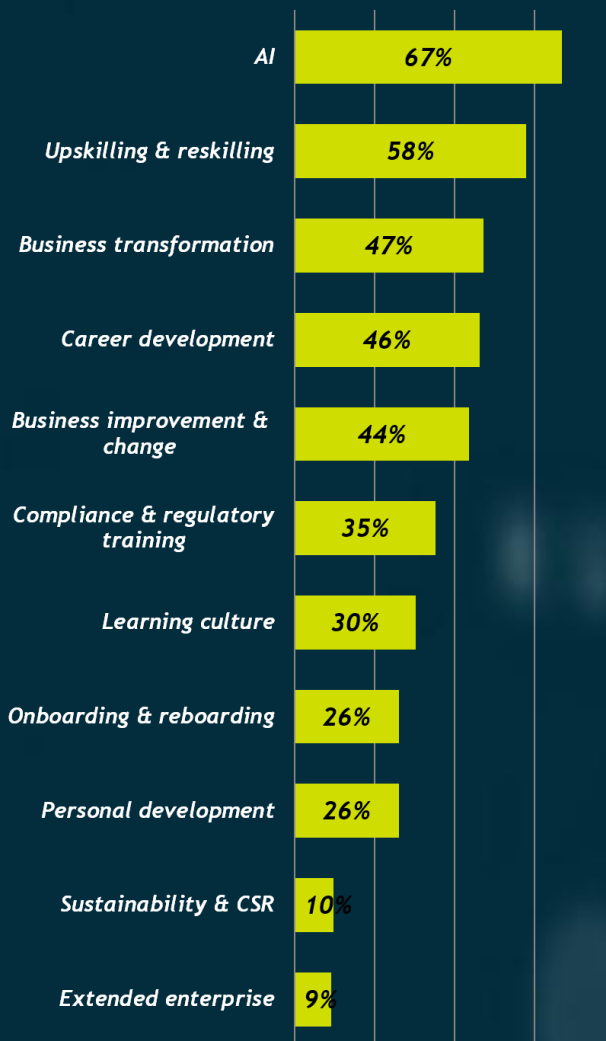 AI
67%
Upskilling & reskilling
58%
Business transformation
47%
Career development
46%
Business improvement &
change
44%
Compliance & regulatory
training
35%
Learning culture
30%
Onboarding & reboarding
26%
Personal development
26%
Sustainability & CSR
10%
Extended enterprise
9%